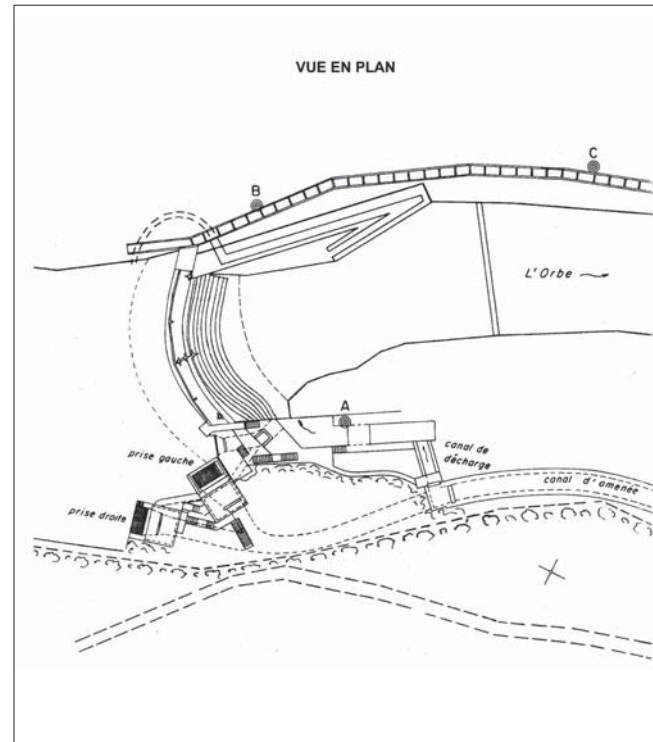 VUE EN PLAN
C
B
L'Orbe
A
prise gauche
canal de
décharge
canal d'amenée
prise droite